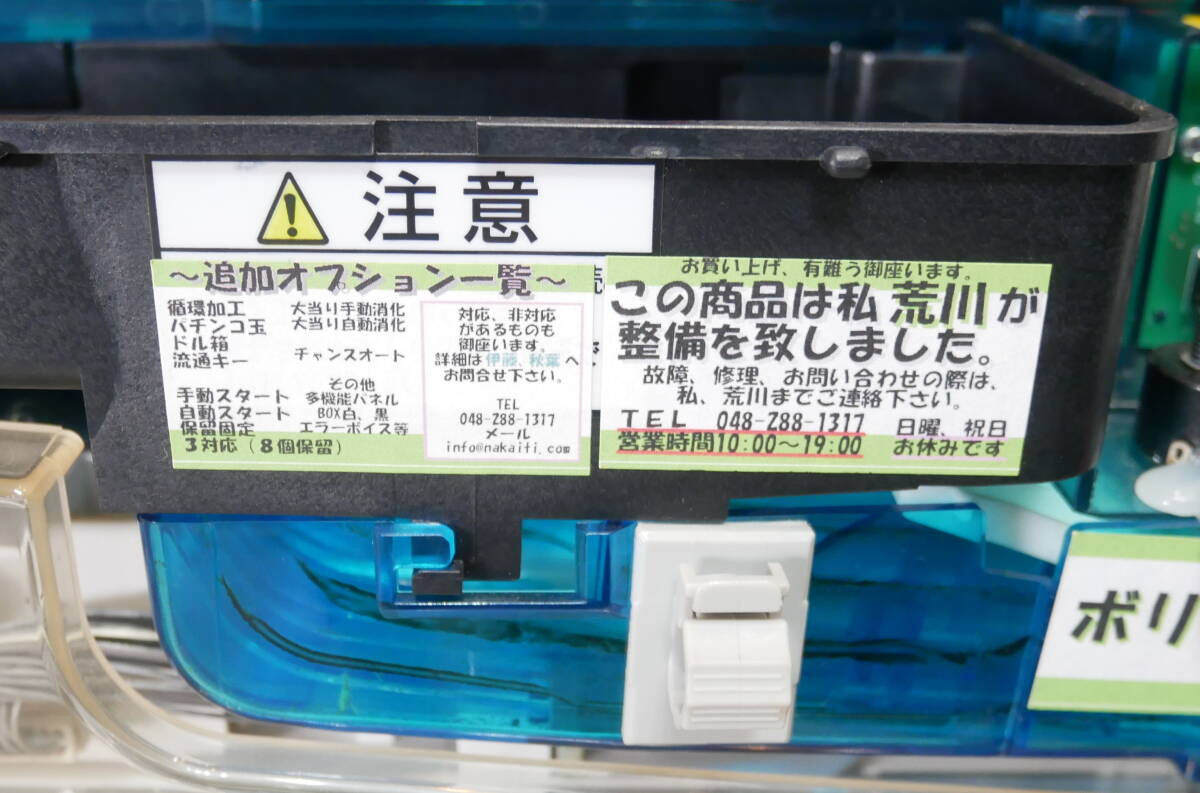 注意
～追加オプション一覧～
循環加工 大当り手動消化
パチンコ玉 大当り自動消化
ドル箱
流通キー チャンスオート
その他
手動スタート 多機能パネル
自動スタート BOX白、黒
保留固定 エラーボイス等
3対応(8個保留)
対応、非対応
があるものも
御座います。
詳細は伊藤、秋葉へ
お問合せ下さい。
TEL
048-288-1317
メール
info@nakaiti.com
お買い上げ、有難う御座います。
この商品は私 荒川が
整備を致しました。
故障、修理、お問い合わせの際は、
私、荒川までご連絡下さい。
TEL 048-288-1317 日曜、祝日
営業時間10:00～19:00 お休みです
ボリ